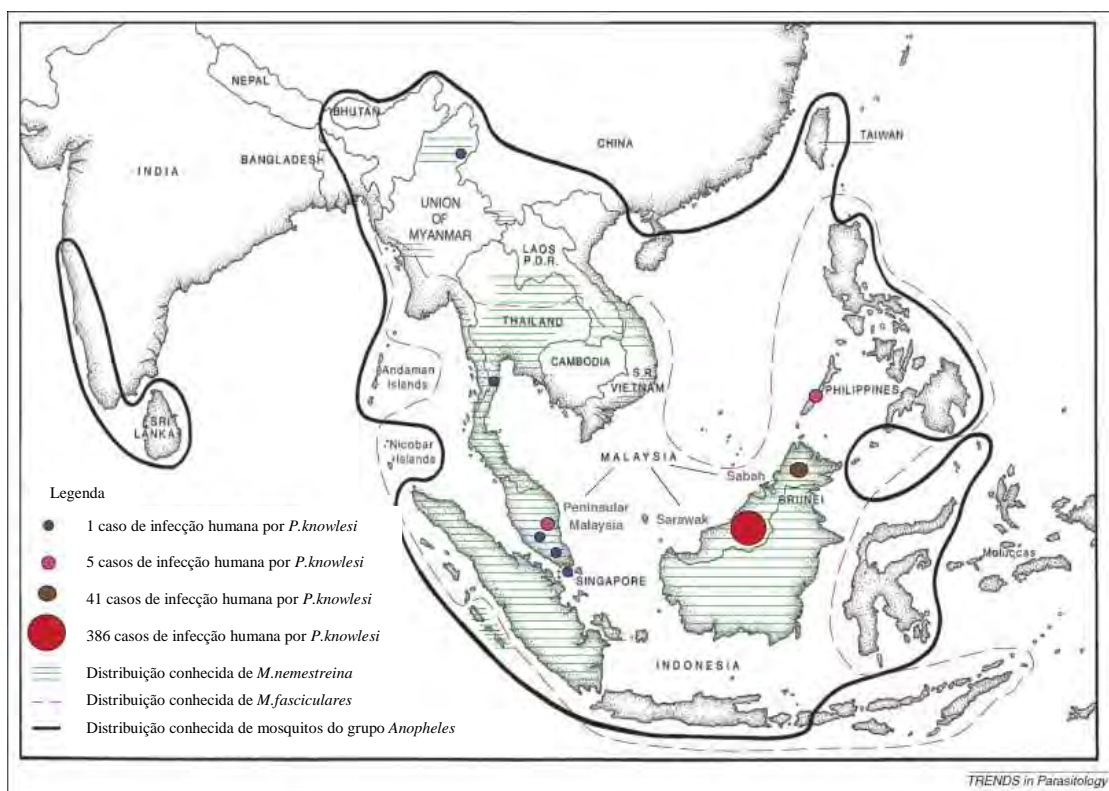 NEPAL
BHUTAN
BANGLADESH
INDIA
CHINA
TAIWAN
UNION
OF
MYANMAR
LAOS
P.D.R.
THAILAND
CAMBODIA
S.R.
VIETNAM
Andaman
Islands
PHILIPPINES
SRI
LANKA
Nicobar
Islands
MALAYSIA
Sabah
BRUNEI
Peninsular
Malaysia
Sarawak
SINGAPORE
Moluccas
INDONESIA
Legenda
1 caso de infecção humana por P.knowlesi
5 casos de infecção humana por P.knowlesi
41 casos de infecção humana por P.knowlesi
386 casos de infecção humana por P.knowlesi
Distribuição conhecida de M.nemestreina
Distribuição conhecida de M.fasciculares
Distribuição conhecida de mosquitos do grupo Anopheles
TRENDS in Parasitology